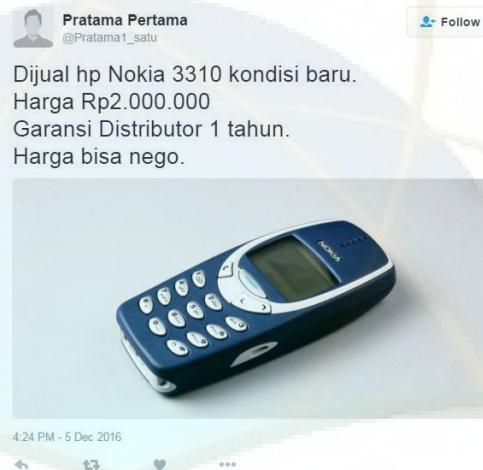 Pratama Pertama
@Pratama1_satu
Follow
Dijual hp Nokia 3310 kondisi baru.
Harga Rp2.000.000
Garansi Distributor 1 tahun.
Harga bisa nego.
NOKIA
4:24 PM - 5 Dec 2016